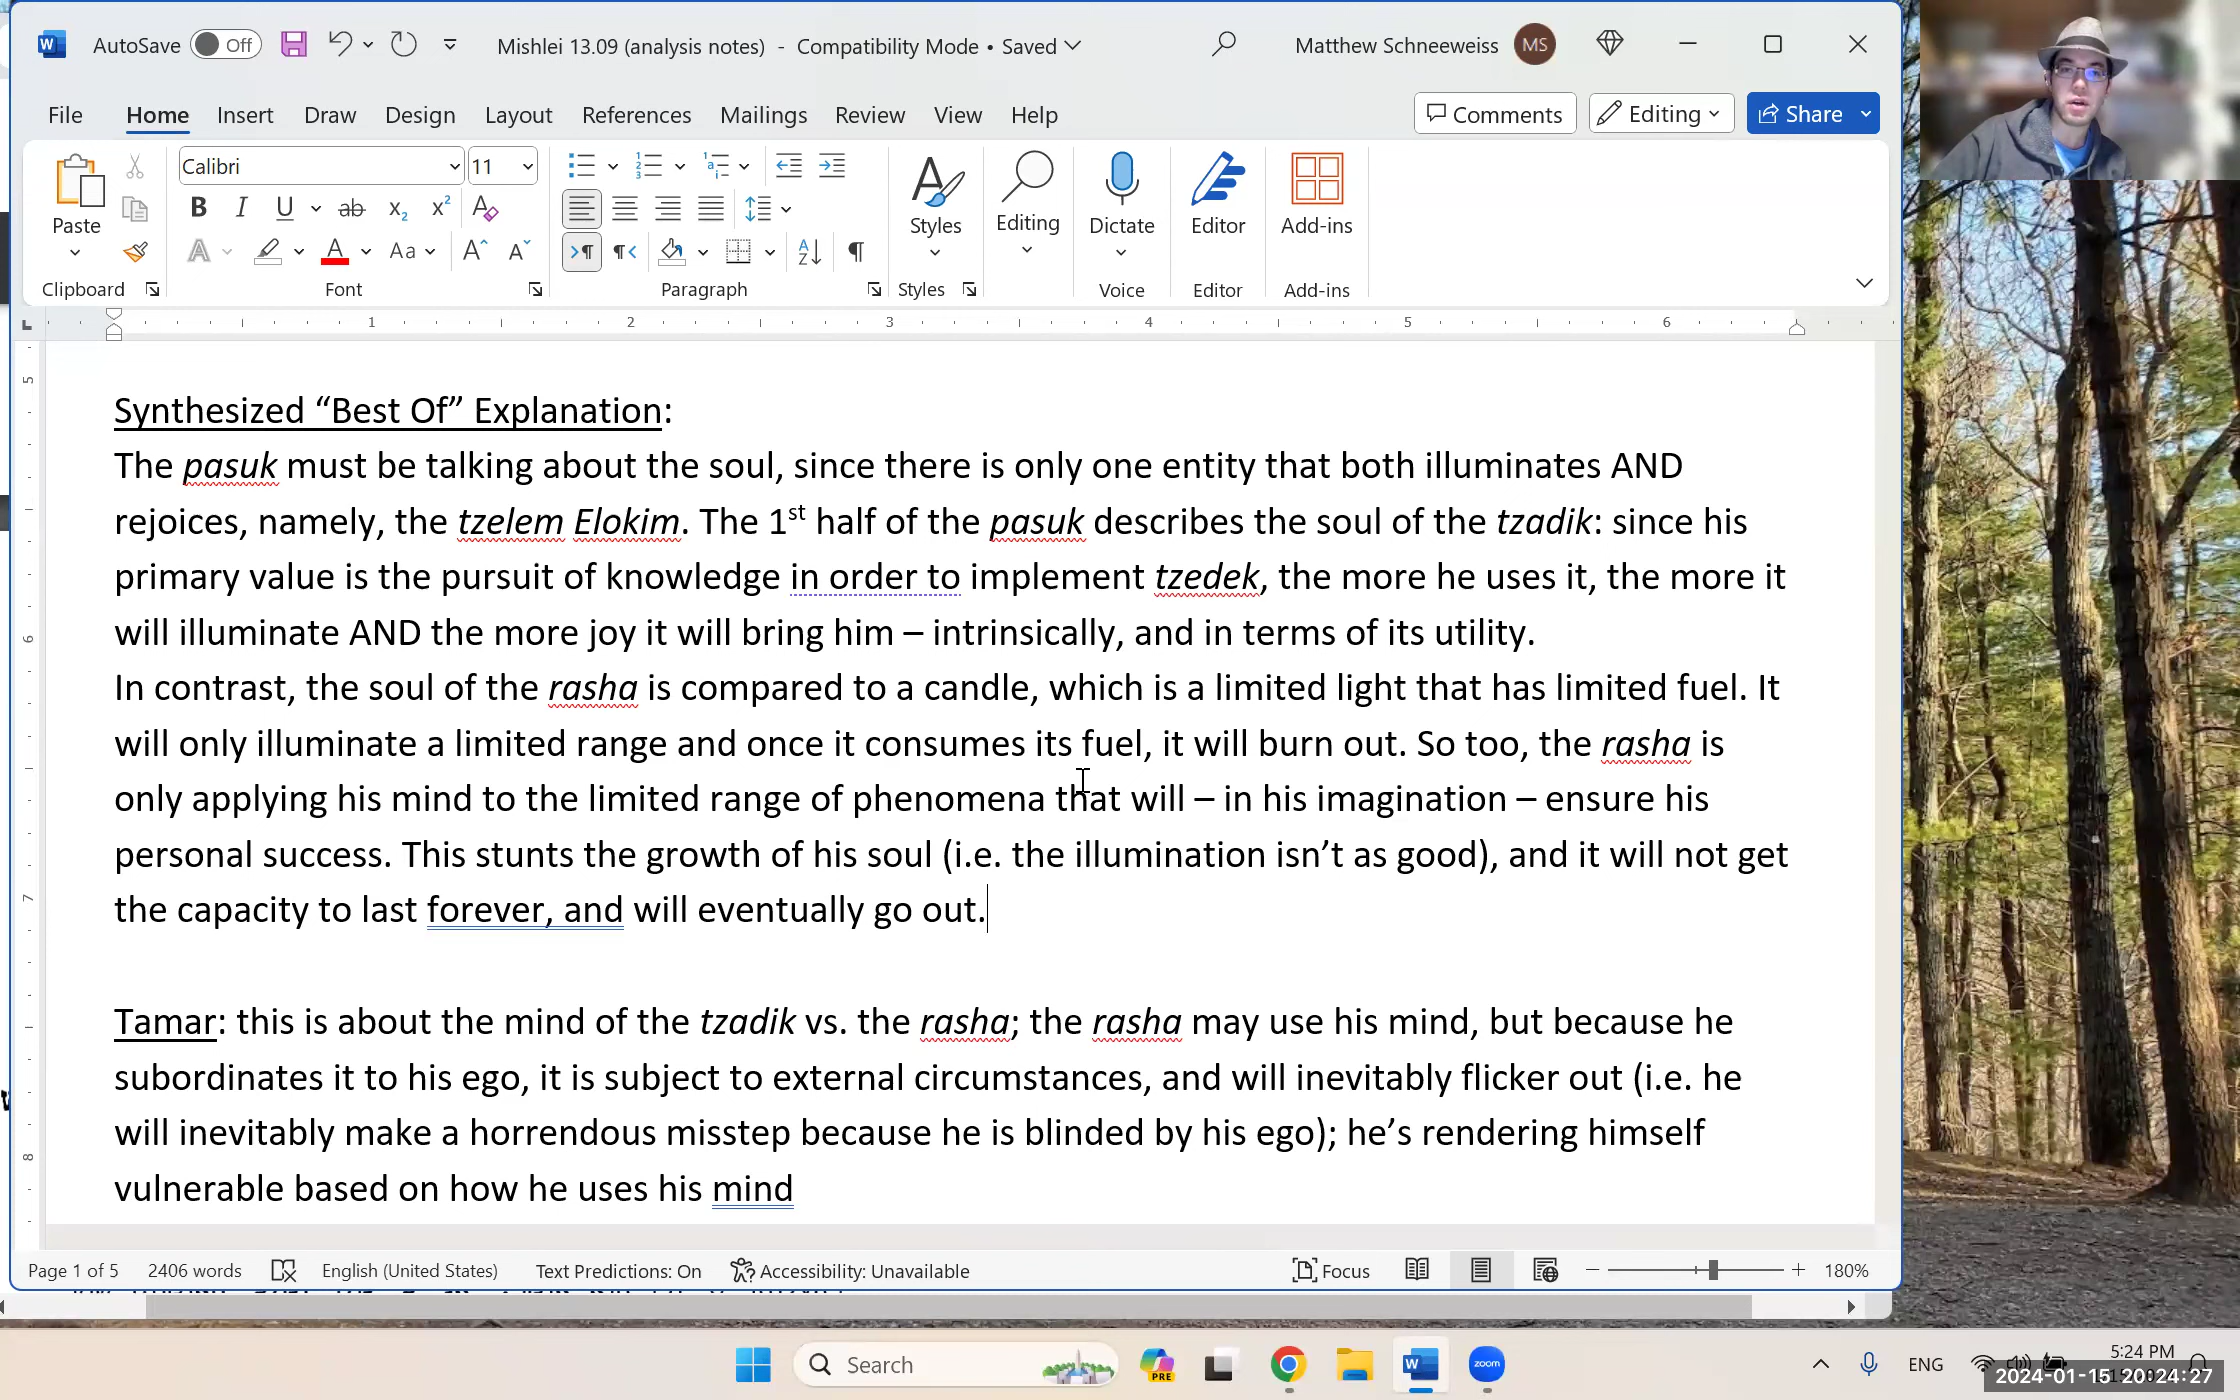 AutoSave Off Mishlei 13.09 (analysis notes) - Compatibility Mode • Saved Matthew Schneeweiss MS
File Home Insert Draw Design Layout References Mailings Review View Help Comments Editing Share
Calibri 11
Paste
Styles Editing Dictate Editor Add-ins
Clipboard Font Paragraph Styles Voice Editor Add-ins
1 2 3 4 5 6
Synthesized “Best Of” Explanation:
The pasuk must be talking about the soul, since there is only one entity that both illuminates AND
rejoices, namely, the tzelem Elokim. The 1st half of the pasuk describes the soul of the tzadik: since his
primary value is the pursuit of knowledge in order to implement tzedek, the more he uses it, the more it
will illuminate AND the more joy it will bring him – intrinsically, and in terms of its utility.
In contrast, the soul of the rasha is compared to a candle, which is a limited light that has limited fuel. It
will only illuminate a limited range and once it consumes its fuel, it will burn out. So too, the rasha is
only applying his mind to the limited range of phenomena that will – in his imagination – ensure his
personal success. This stunts the growth of his soul (i.e. the illumination isn’t as good), and it will not get
the capacity to last forever, and will eventually go out.
Tamar: this is about the mind of the tzadik vs. the rasha; the rasha may use his mind, but because he
subordinates it to his ego, it is subject to external circumstances, and will inevitably flicker out (i.e. he
will inevitably make a horrendous misstep because he is blinded by his ego); he’s rendering himself
vulnerable based on how he uses his mind
5
6
7
8
Page 1 of 5 2406 words English (United States) Text Predictions: On Accessibility: Unavailable Focus 180%
Search PRE zoom ENG 5:24 PM
2024-01-15 20:24:27